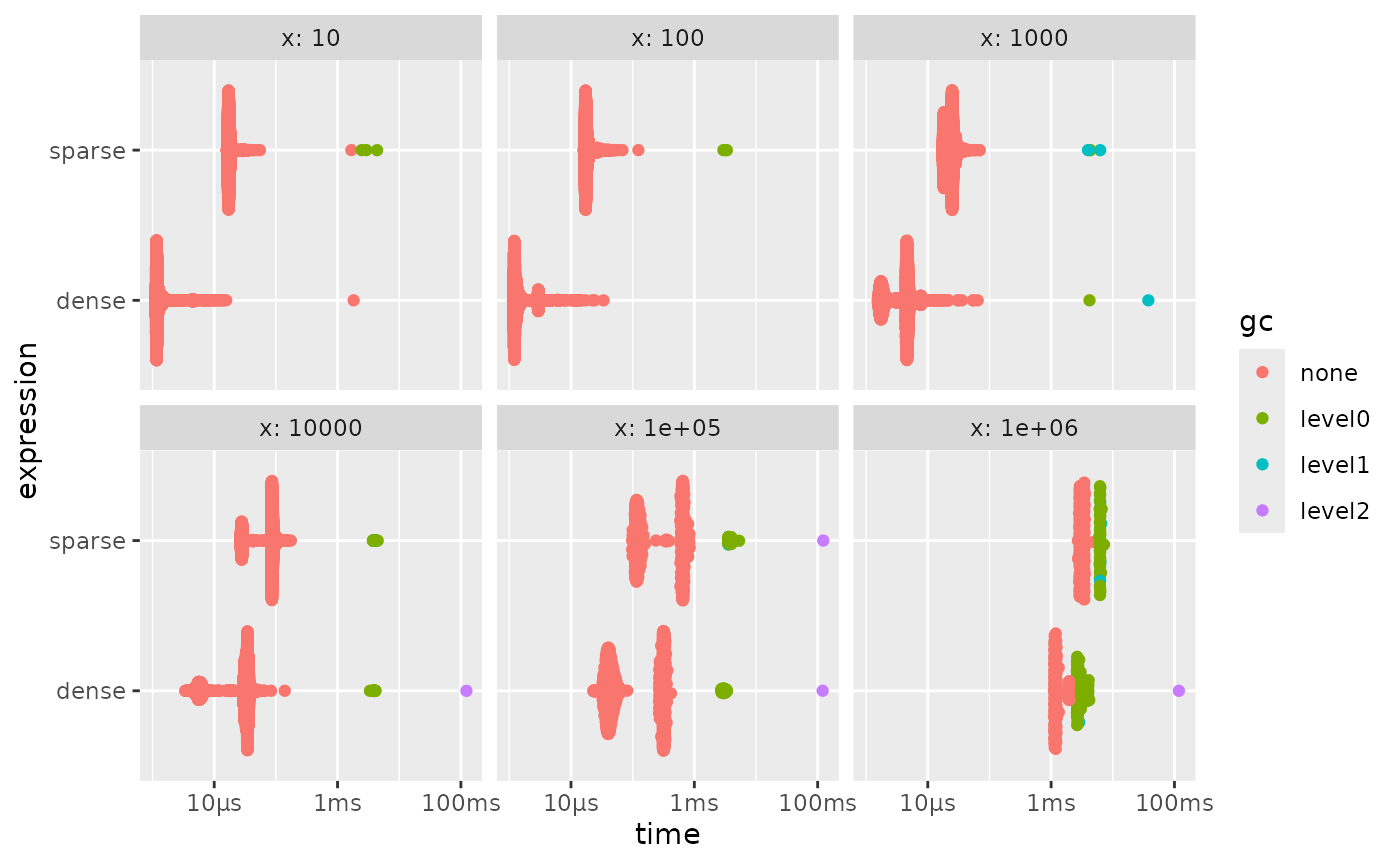 x: 10
x: 100
x: 1000
sparse
dense
x: 10000
x: 1e+05
x: 1e+06
sparse
dense
10µs
1ms
100ms
10µs
1ms
100ms
10µs
1ms
100ms
time
expression
gc
none
level0
level1
level2